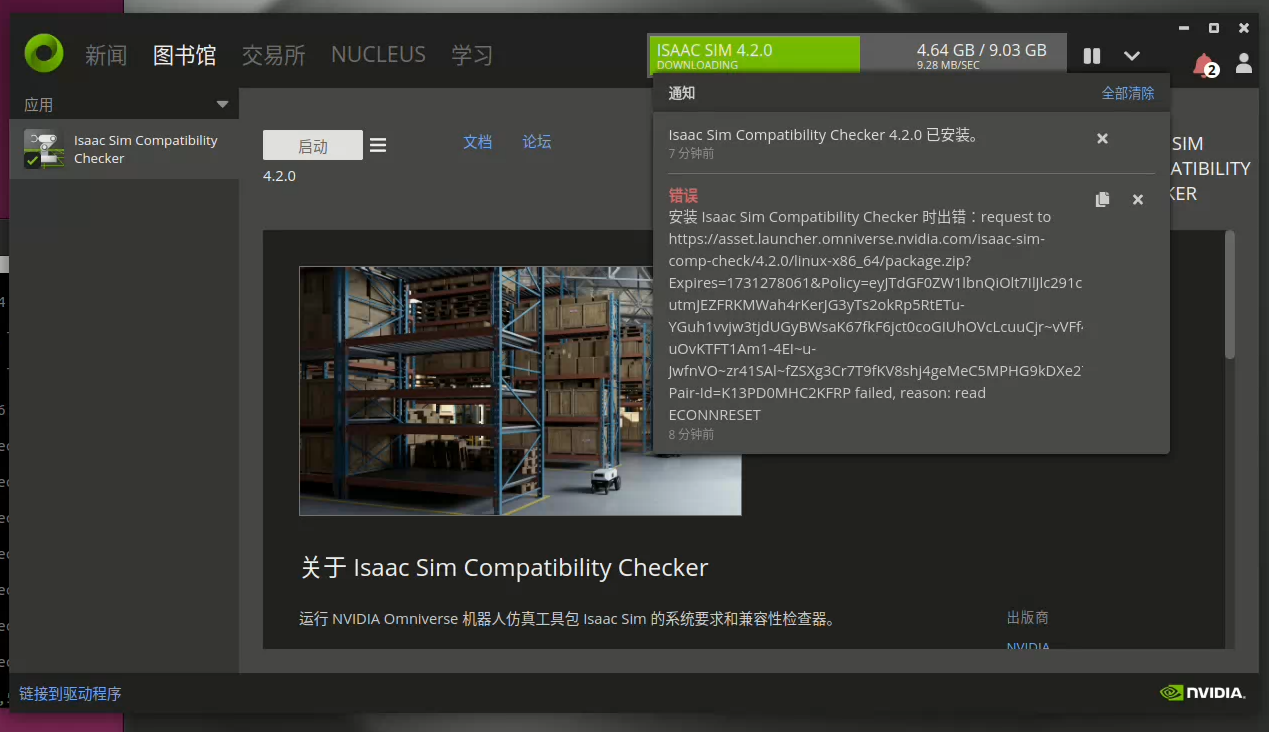 新闻
图书馆
交易所
NUCLEUS
学习
ISAAC SIM 4.2.0
DOWNLOADING
4.64 GB / 9.03 GB
9.28 MB/SEC
2
应用
Isaac Sim Compatibility
Checker
启动
4.2.0
文档
论坛
SIM
ATIBILITY
KER
通知
全部清除
Isaac Sim Compatibility Checker 4.2.0 已安装。
7 分钟前
错误
安装 Isaac Sim Compatibility Checker 时出错：request to
https://asset.launcher.omniverse.nvidia.com/isaac-sim-
comp-check/4.2.0/linux-x86_64/package.zip?
Expires=1731278061&Policy=eyJTdGF0ZW1lbnQiOlt7IlJlc291c
utmJEZFRKMWah4rKerJG3yTs2okRp5RtETu-
YGuh1vvjw3tjdUGyBWsaK67fkF6jct0coGIUhOVcLcuuCjr~vVFf
uOvKTFT1Am1-4EI~u-
JwfnVO~zr41SAl~fZSXg3Cr7T9fKV8shj4geMeC5MPHG9kDXe2
Pair-Id=K13PD0MHC2KFRP failed, reason: read
ECONNRESET
8 分钟前
关于 Isaac Sim Compatibility Checker
运行 NVIDIA Omniverse 机器人仿真工具包 Isaac Sim 的系统要求和兼容性检查器。
出版商
NVIDIA
链接到驱动程序
NVIDIA.